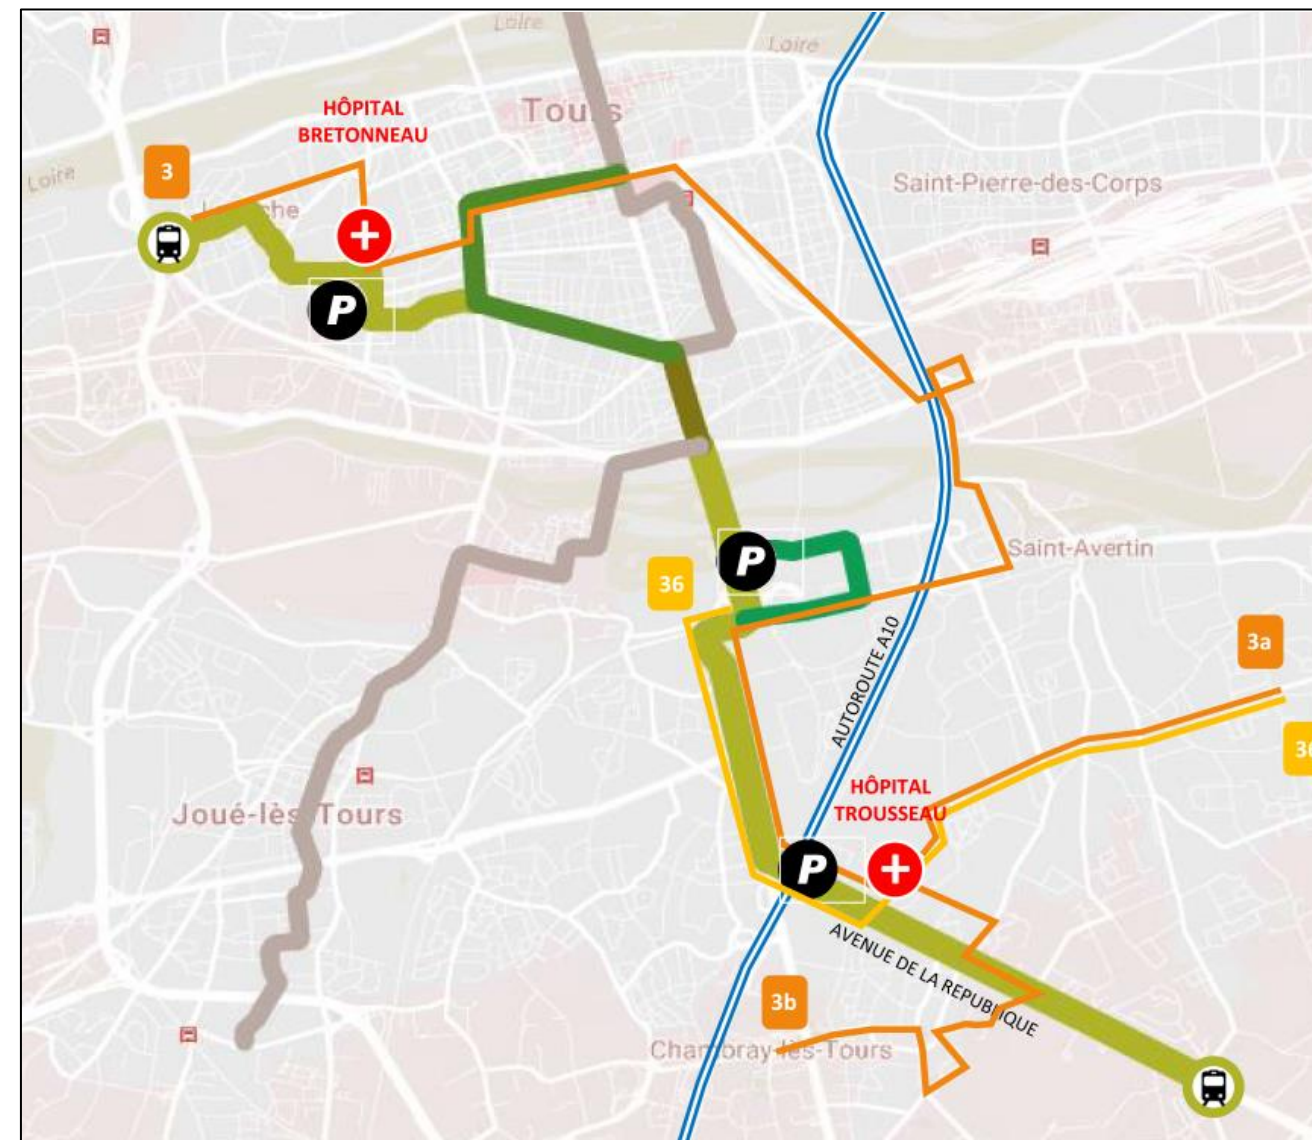 Loire
Loire
HÔPITAL
BRETONNEAU
Tours
3
Loire
Saint-Pierre-des-Corps
P
P
Saint-Avertin
36
3a
AUTOROUTE A10
HÔPITAL
TROUSSEAU
Joué-lès-Tours
P
AVENUE DE LA REPUBLIQUE
3b
Chambray-lès-Tours